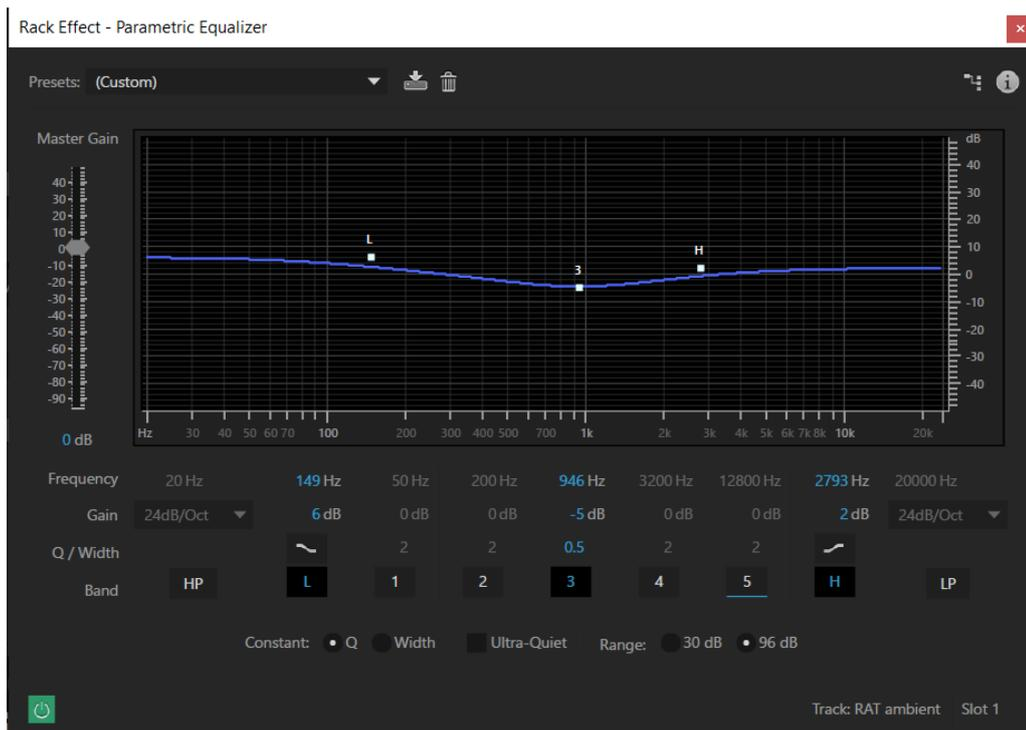 Rack Effect - Parametric Equalizer
×
Presets: (Custom)
i
Master Gain
dB
L
H
3
40
30
20
10
0
-10
-20
-30
-40
-50
-60
-70
-80
-90
40
30
20
10
0
-10
-20
-30
-40
0 dB
Hz 30 40 50 60 70 100 200 300 400 500 700 1k 2k 3k 4k 5k 6k 7k 8k 10k 20k
Frequency 20 Hz 149 Hz 50 Hz 200 Hz 946 Hz 3200 Hz 12800 Hz 2793 Hz 20000 Hz
Gain 24dB/Oct 6 dB 0 dB 0 dB -5 dB 0 dB 0 dB 2 dB 24dB/Oct
Q / Width 2 2 0.5 2 2
Band HP L 1 2 3 4 5 H LP
Constant: Q Width Ultra-Quiet Range: 30 dB 96 dB
Track: RAT ambient Slot 1